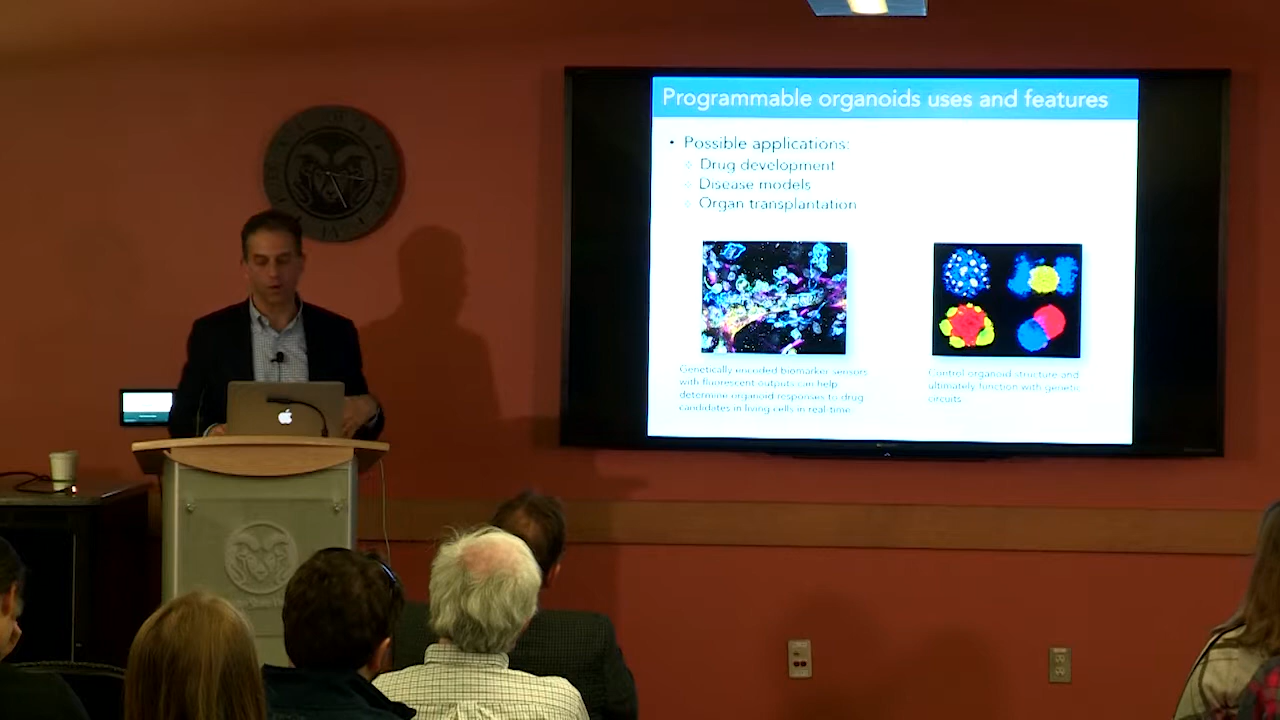 Programmable organoids uses and features
• Possible applications:
Drug development
Disease models
Organ transplantation
Genetically encoded biomarker sensors
with fluorescent outputs can help
determine organoid responses to drug
candidates in living cells in real-time
Control organoid structure and
ultimately function with genetic
circuits